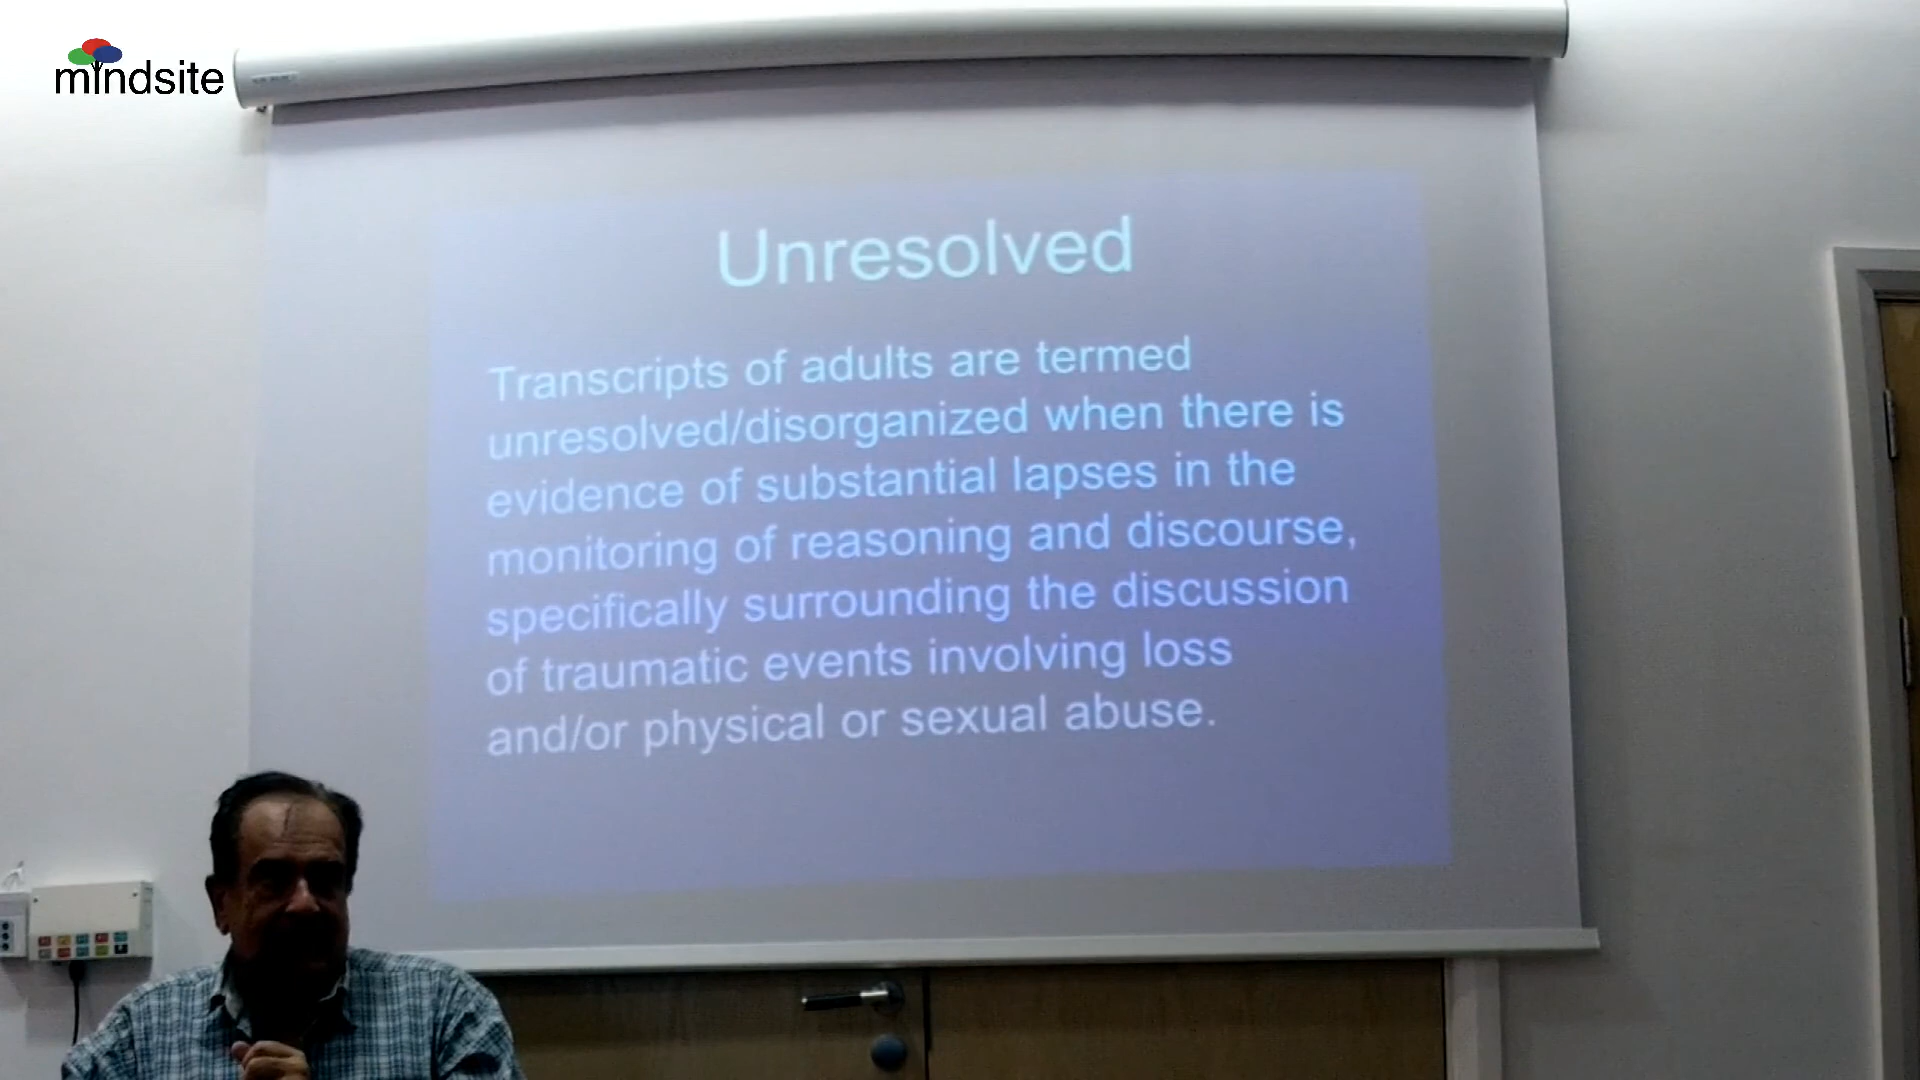 mindsite
Unresolved
Transcripts of adults are termed
unresolved/disorganized when there is
evidence of substantial lapses in the
monitoring of reasoning and discourse,
specifically surrounding the discussion
of traumatic events involving loss
and/or physical or sexual abuse.